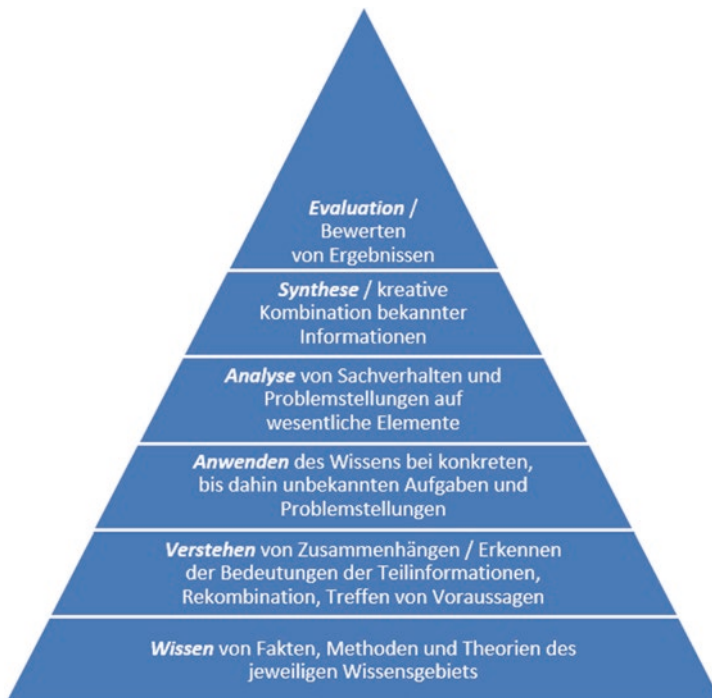 Evaluation /
Bewerten
von Ergebnissen
Synthese / kreative
Kombination bekannter
Informationen
Analyse von Sachverhalten und
Problemstellungen auf
wesentliche Elemente
Anwenden des Wissens bei konkreten,
bis dahin unbekannten Aufgaben und
Problemstellungen
Verstehen von Zusammenhängen / Erkennen
der Bedeutungen der Teilinformationen,
Rekombination, Treffen von Voraussagen
Wissen von Fakten, Methoden und Theorien des
jeweiligen Wissensgebiets